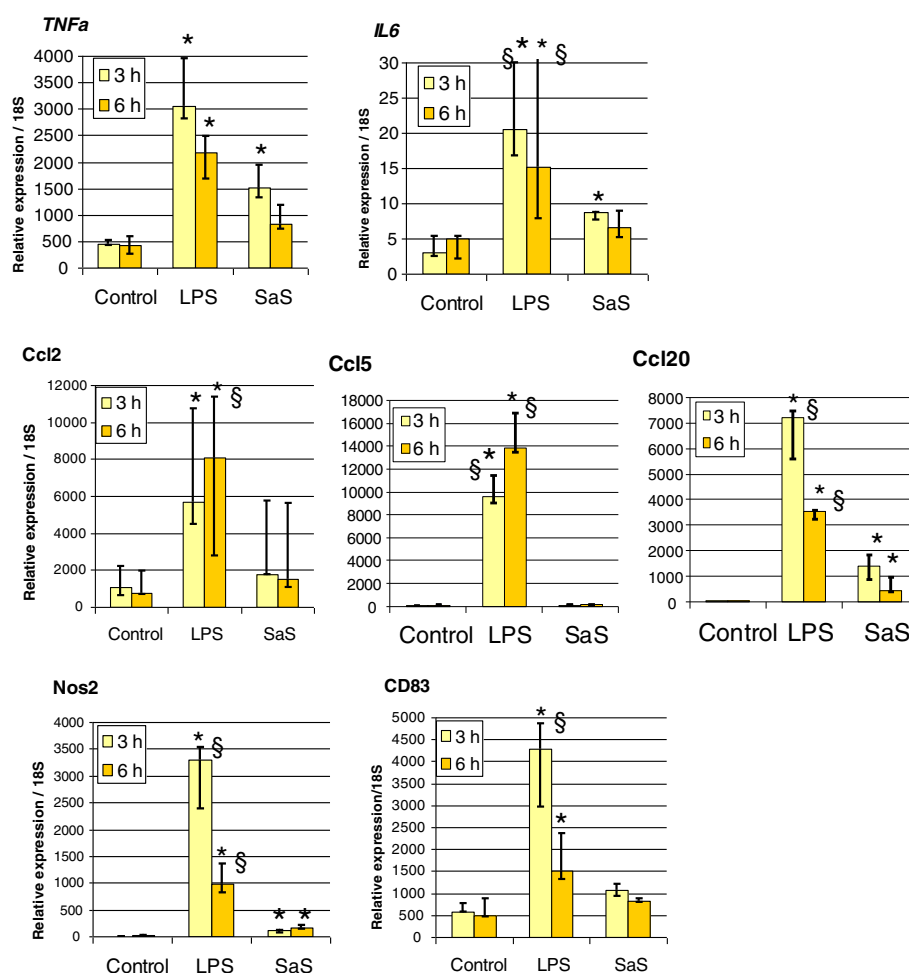 TNFa
*
4000
3500
3000
2500
2000
1500
1000
500
0
Relative expression / 18S
3 h
6 h
*
*
Control LPS SaS
IL6
§ * * §
30
25
20
15
10
5
0
Relative expression / 18S
3 h
6 h
*
Control LPS SaS
Ccl2
12000
10000
8000
6000
4000
2000
0
Relative expression / 18S
3 h
6 h
* * §
Control LPS SaS
Ccl5
18000
16000
14000
12000
10000
8000
6000
4000
2000
0
3 h
6 h
§ * * §
Control LPS SaS
Ccl20
8000
7000
6000
5000
4000
3000
2000
1000
0
3 h
6 h
* §
* §
* *
Control LPS SaS
Nos2
4000
3500
3000
2500
2000
1500
1000
500
0
Relative expression / 18S
3 h
6 h
* §
* §
* *
Control LPS SaS
CD83
5000
4500
4000
3500
3000
2500
2000
1500
1000
500
0
Relative expression/18S
3 h
6 h
* §
*
Control LPS SaS